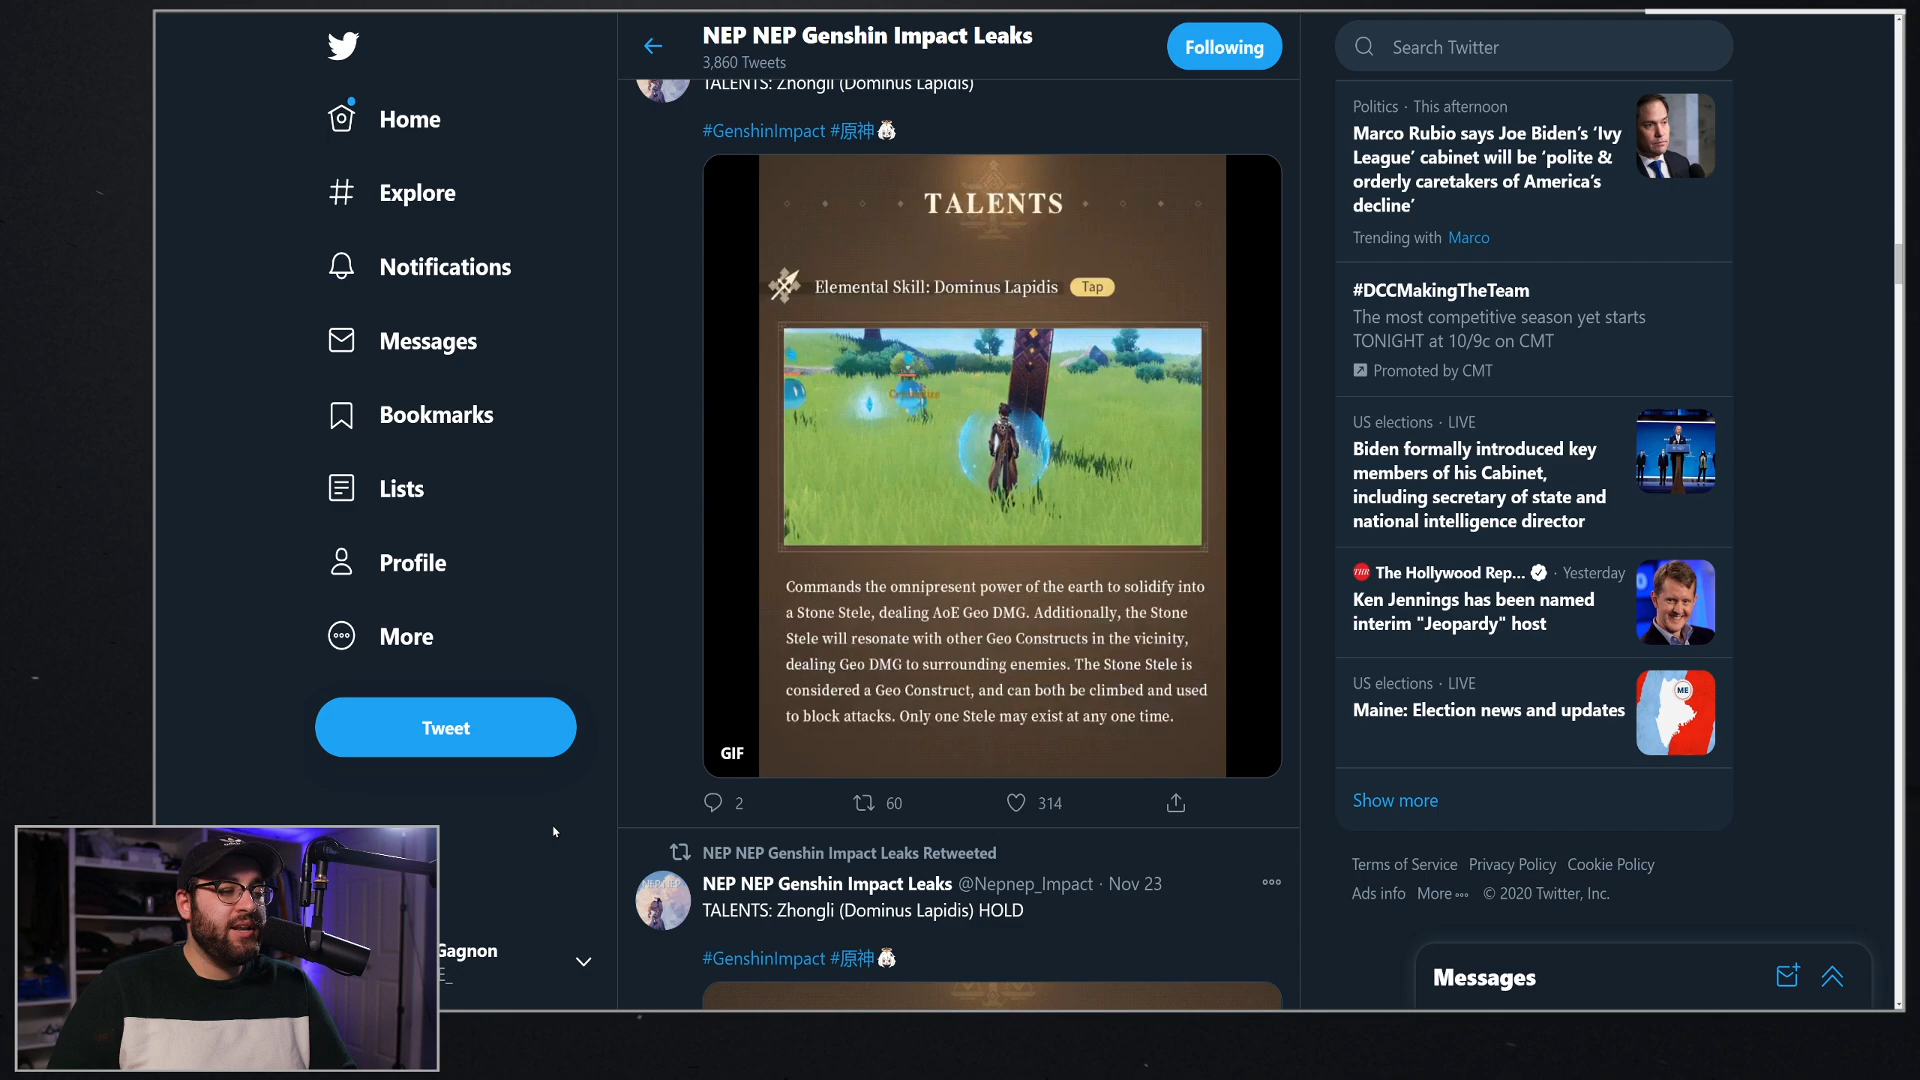 Home
Explore
Notifications
Messages
Bookmarks
Lists
Profile
More
Tweet
Gagnon
NEP NEP Genshin Impact Leaks
3,860 Tweets
Following
TALENTS: Zhongli (Dominus Lapidis)
#GenshinImpact #原神
TALENTS
Elemental Skill: Dominus Lapidis Tap
Crystallize
Commands the omnipresent power of the earth to solidify into
a Stone Stele, dealing AoE Geo DMG. Additionally, the Stone
Stele will resonate with other Geo Constructs in the vicinity,
dealing Geo DMG to surrounding enemies. The Stone Stele is
considered a Geo Construct, and can both be climbed and used
to block attacks. Only one Stele may exist at any one time.
GIF
2 60 314
NEP NEP Genshin Impact Leaks Retweeted
NEP NEP Genshin Impact Leaks @Nepnep_Impact · Nov 23
TALENTS: Zhongli (Dominus Lapidis) HOLD
#GenshinImpact #原神
Search Twitter
Politics · This afternoon
Marco Rubio says Joe Biden's 'Ivy
League' cabinet will be 'polite &
orderly caretakers of America's
decline'
Trending with Marco
#DCCMakingTheTeam
The most competitive season yet starts
TONIGHT at 10/9c on CMT
Promoted by CMT
US elections · LIVE
Biden formally introduced key
members of his Cabinet,
including secretary of state and
national intelligence director
THR The Hollywood Rep... · Yesterday
Ken Jennings has been named
interim "Jeopardy" host
US elections · LIVE
Maine: Election news and updates
ME
Show more
Terms of Service Privacy Policy Cookie Policy
Ads info More © 2020 Twitter, Inc.
Messages